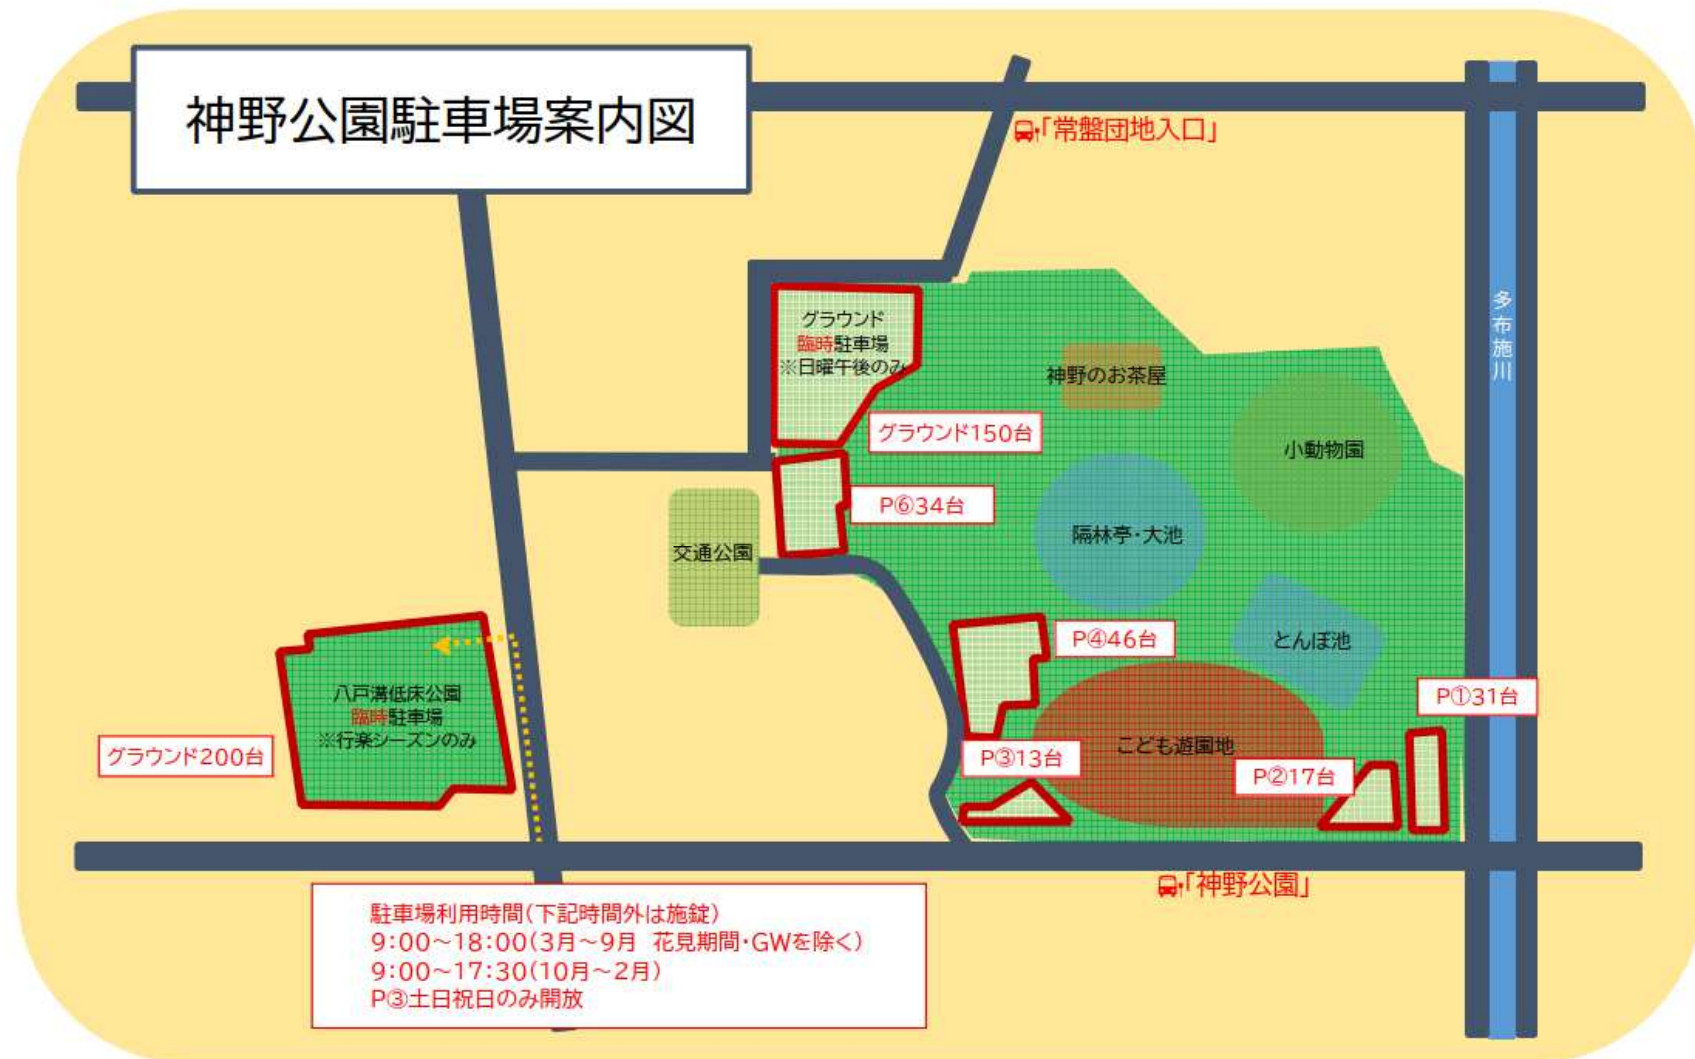 神野公園駐車場案内図
「常盤団地入口」
多布施川
グラウンド
臨時駐車場
※日曜午後のみ
神野のお茶屋
グラウンド150台
小動物園
P⑥34台
隔林亭・大池
交通公園
P④46台
とんぼ池
八戸溝低床公園
臨時駐車場
※行楽シーズンのみ
P①31台
グラウンド200台
P③13台
こども遊園地
P②17台
「神野公園」
駐車場利用時間(下記時間外は施錠)
9:00~18:00(3月~9月 花見期間・GWを除く)
9:00~17:30(10月~2月)
P③土日祝日のみ開放